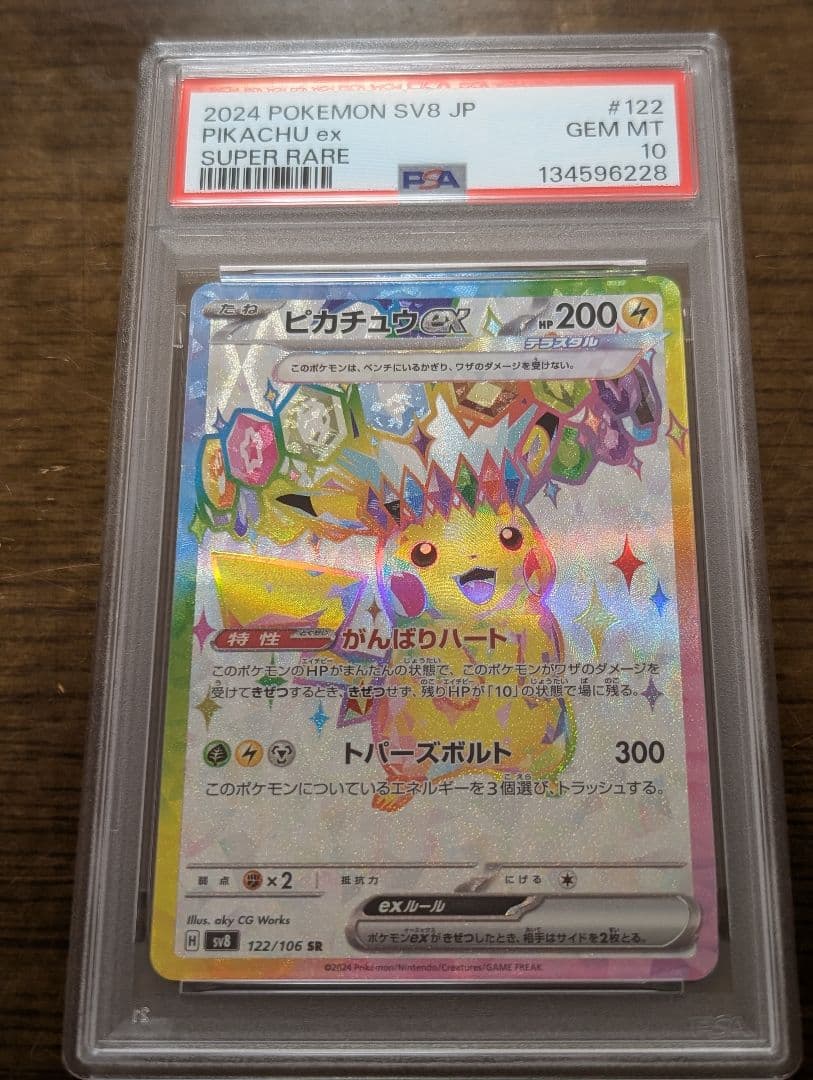 2024 POKEMON SV8 JP #122
PIKACHU ex GEM MT
SUPER RARE 10
PSA 134596228
たね ピカチュウex HP 200
テラスタル
このポケモンは、ベンチにいるかぎり、ワザのダメージを受けない。
特性 とくせい がんばりハート
このポケモンのHPがまんたんの状態で、このポケモンがワザのダメージを
受けてきぜつするとき、きぜつせず、残りHPが「10」の状態で場に残る。
トパーズボルト 300
このポケモンについているエネルギーを3個選び、トラッシュする。
弱点 ×2 抵抗力 にげる
exルール
ポケモンexがきぜつしたとき、相手はサイドを2枚とる。
Illus. aky CG Works
H sv8 122/106 SR
©2024 Pokémon/Nintendo/Creatures/GAME FREAK
PSA